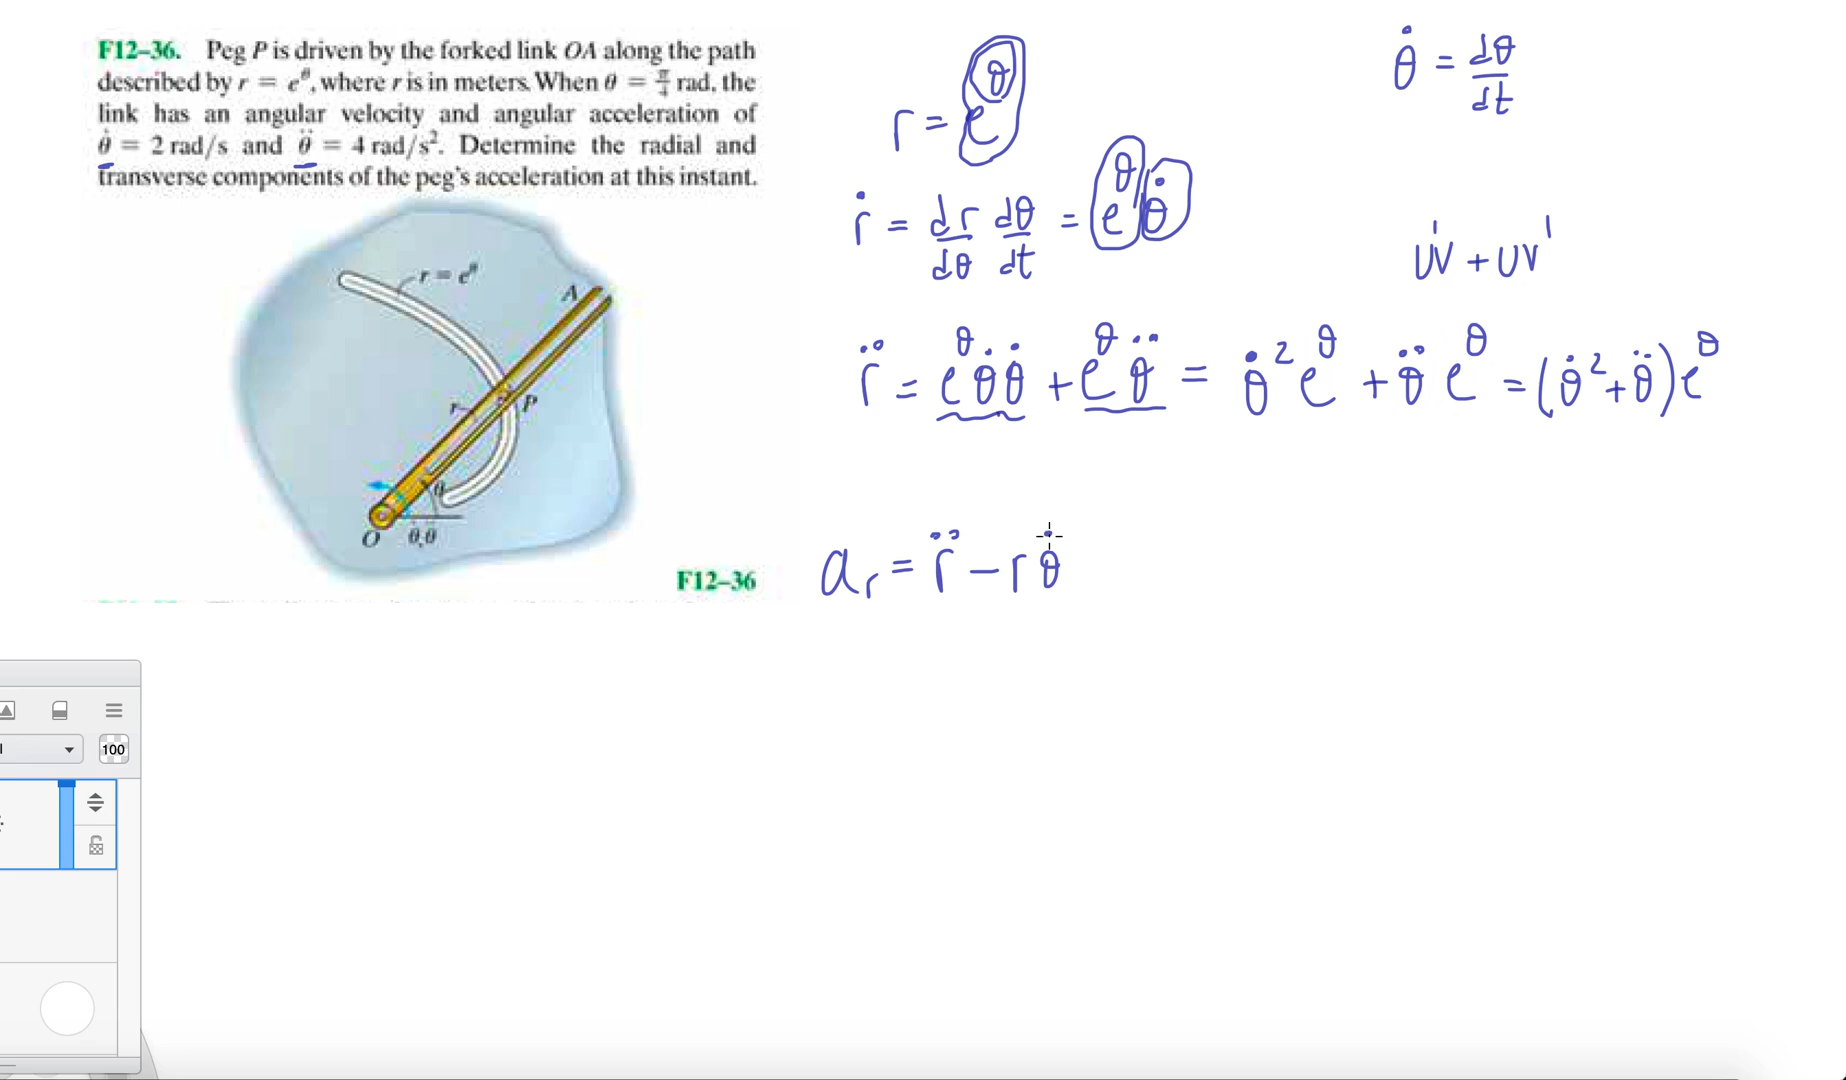 F12–36. Peg P is driven by the forked link OA along the path
described by r = e^θ, where r is in meters. When θ = π/4 rad, the
link has an angular velocity and angular acceleration of
θ̇ = 2 rad/s and θ̈ = 4 rad/s². Determine the radial and
transverse components of the peg's acceleration at this instant.
r = e^θ
A
r
P
θ
O
θ̇, θ̈
F12–36
r = e^θ
θ̇ = dθ/dt
ṙ = dr/dθ dθ/dt = e^θ θ̇
u'v + uv'
r̈ = e^θ θ̇ θ̇ + e^θ θ̈ = θ̇² e^θ + θ̈ e^θ = (θ̇² + θ̈) e^θ
a_r = r̈ – r θ̇
100